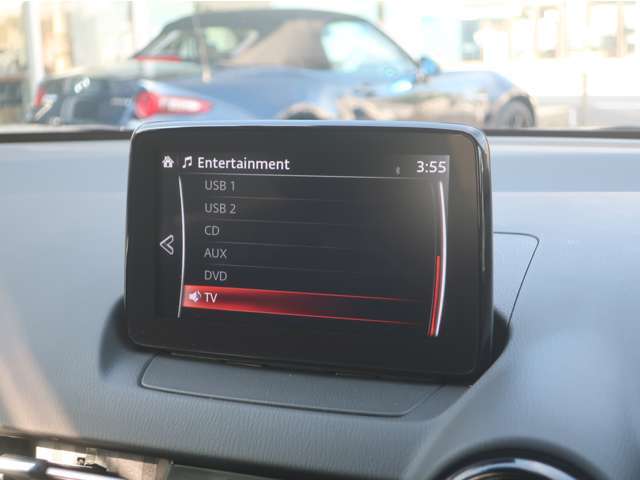 Entertainment 3:55
USB 1
USB 2
CD
AUX
DVD
TV